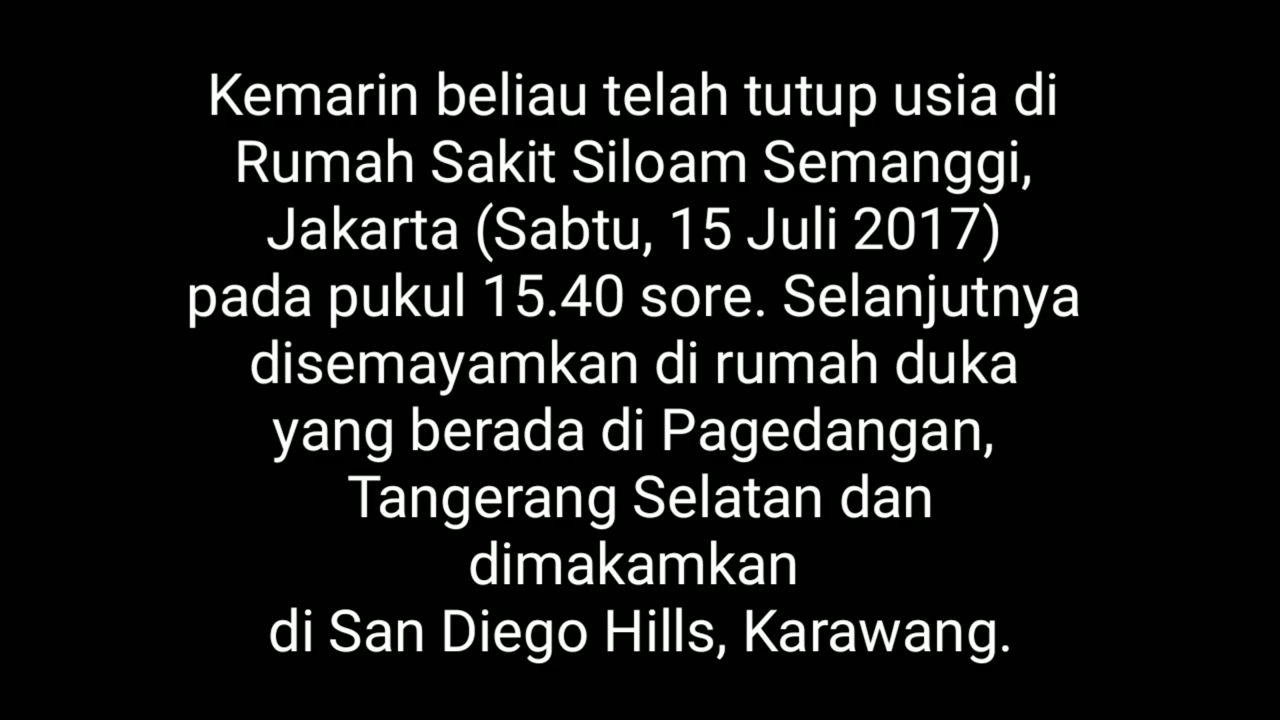 Kemarin beliau telah tutup usia di
Rumah Sakit Siloam Semanggi,
Jakarta (Sabtu, 15 Juli 2017)
pada pukul 15.40 sore. Selanjutnya
disemayamkan di rumah duka
yang berada di Pagedangan,
Tangerang Selatan dan
dimakamkan
di San Diego Hills, Karawang.